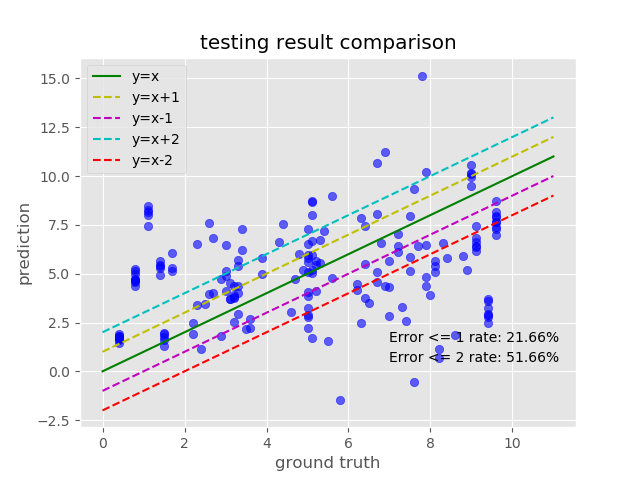 testing result comparison
y=x
y=x+1
y=x-1
y=x+2
y=x-2
15.0
12.5
10.0
7.5
5.0
2.5
0.0
−2.5
prediction
Error <= 1 rate: 21.66%
Error <= 2 rate: 51.66%
0 2 4 6 8 10
ground truth